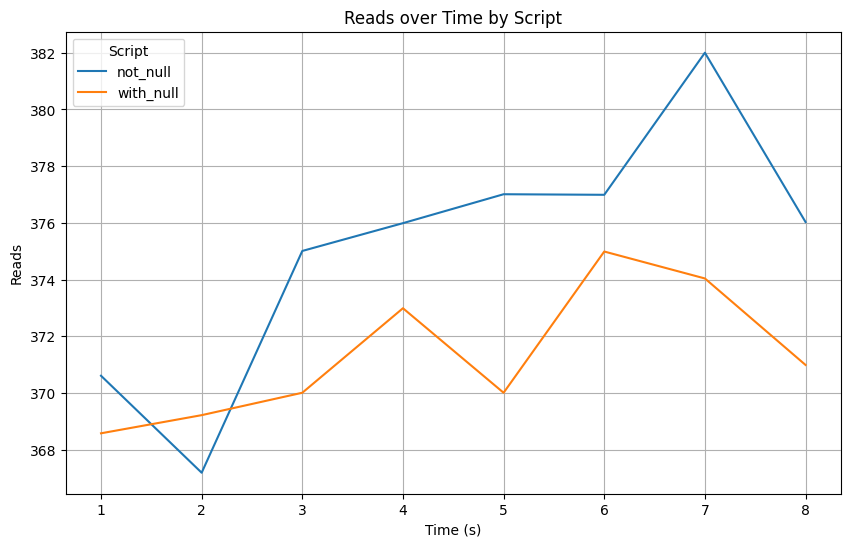 Reads over Time by Script
Script
not_null
with_null
Reads
382
380
378
376
374
372
370
368
1 2 3 4 5 6 7 8
Time (s)